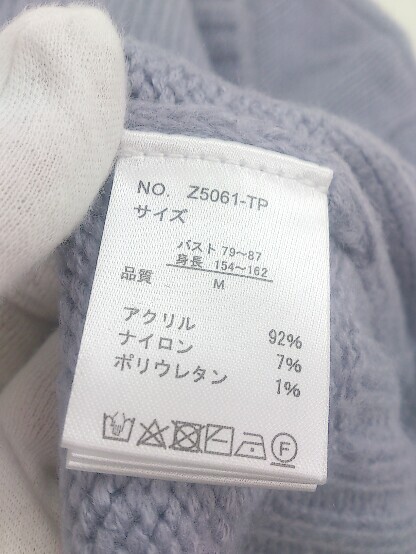 NO. Z5061-TP
サイズ
バスト 79~87
身長 154~162
品質 M
アクリル 92%
ナイロン 7%
ポリウレタン 1%
F